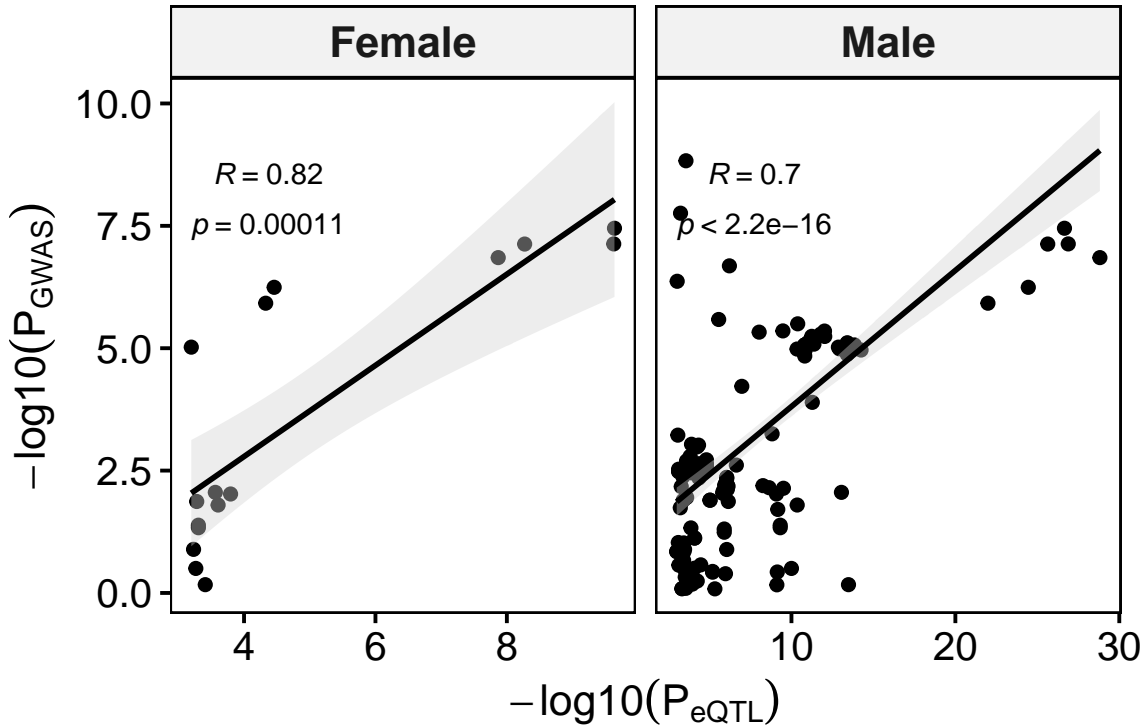 Female
Male
10.0
7.5
5.0
2.5
0.0
R = 0.82
p = 0.00011
R = 0.7
p < 2.2e−16
4
6
8
10
20
30
−log10(PGWAS)
−log10(PeQTL)